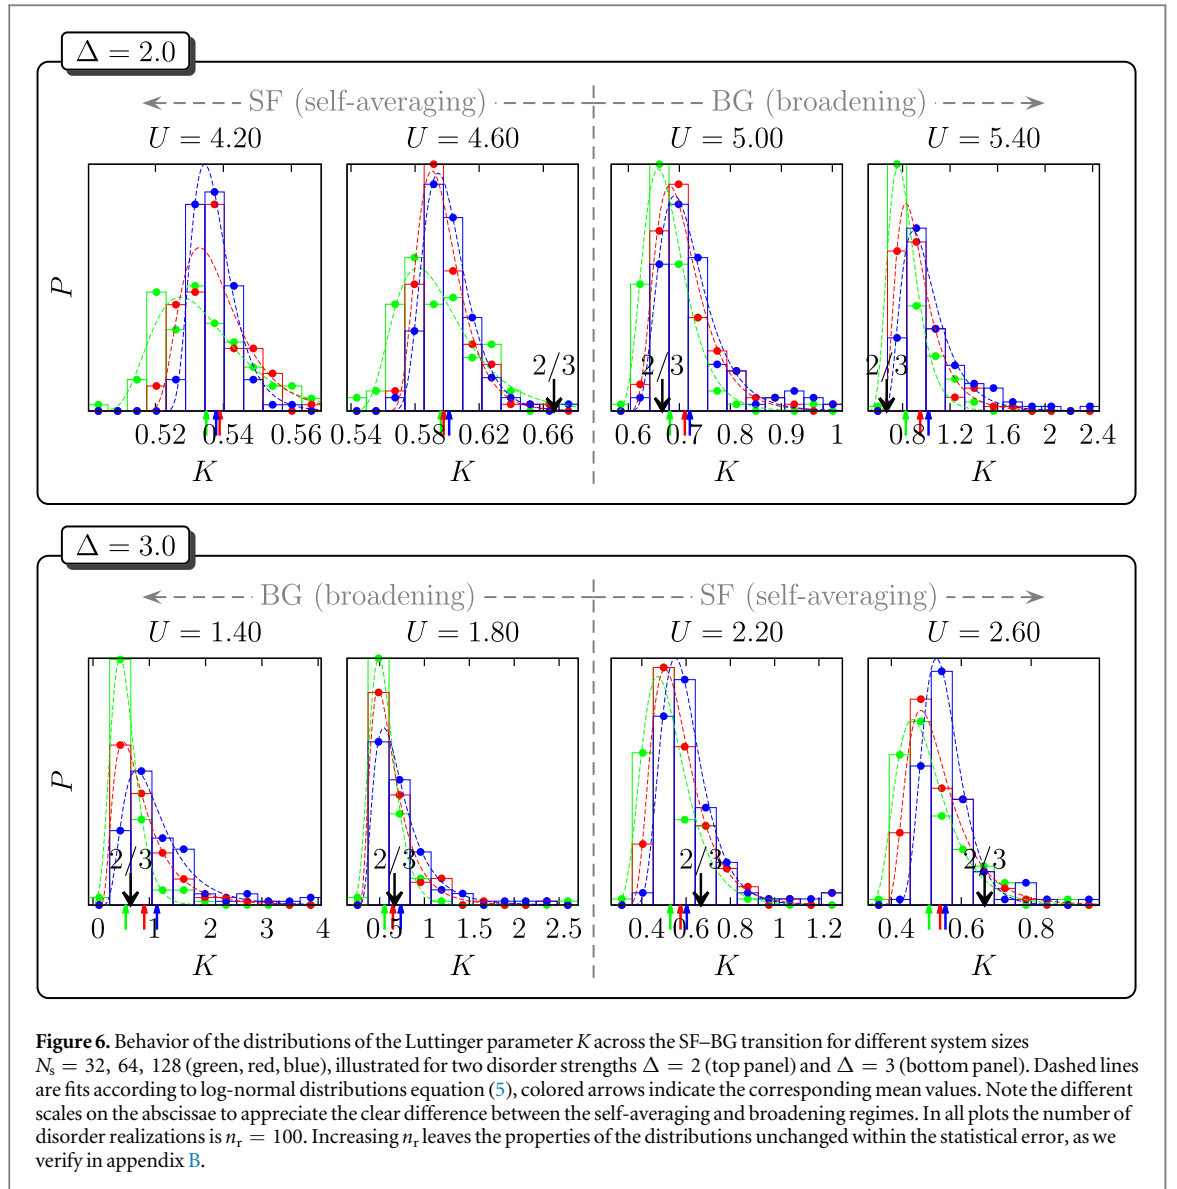 Δ = 2.0
SF (self-averaging) BG (broadening)
U = 4.20 U = 4.60 U = 5.00 U = 5.40
P
2/3 2/3 2/3
0.52 0.54 0.56 0.54 0.58 0.62 0.66 0.6 0.7 0.8 0.9 1 0.8 1.2 1.6 2 2.4
K K K K
Δ = 3.0
BG (broadening) SF (self-averaging)
U = 1.40 U = 1.80 U = 2.20 U = 2.60
P
2/3 2/3 2/3 2/3
0 1 2 3 4 0.5 1 1.5 2 2.5 0.4 0.6 0.8 1 1.2 0.4 0.6 0.8
K K K K
Figure 6. Behavior of the distributions of the Luttinger parameter K across the SF–BG transition for different system sizes
Ns = 32, 64, 128 (green, red, blue), illustrated for two disorder strengths Δ = 2 (top panel) and Δ = 3 (bottom panel). Dashed lines
are fits according to log-normal distributions equation (5), colored arrows indicate the corresponding mean values. Note the different
scales on the abscissae to appreciate the clear difference between the self-averaging and broadening regimes. In all plots the number of
disorder realizations is nr = 100. Increasing nr leaves the properties of the distributions unchanged within the statistical error, as we
verify in appendix B.